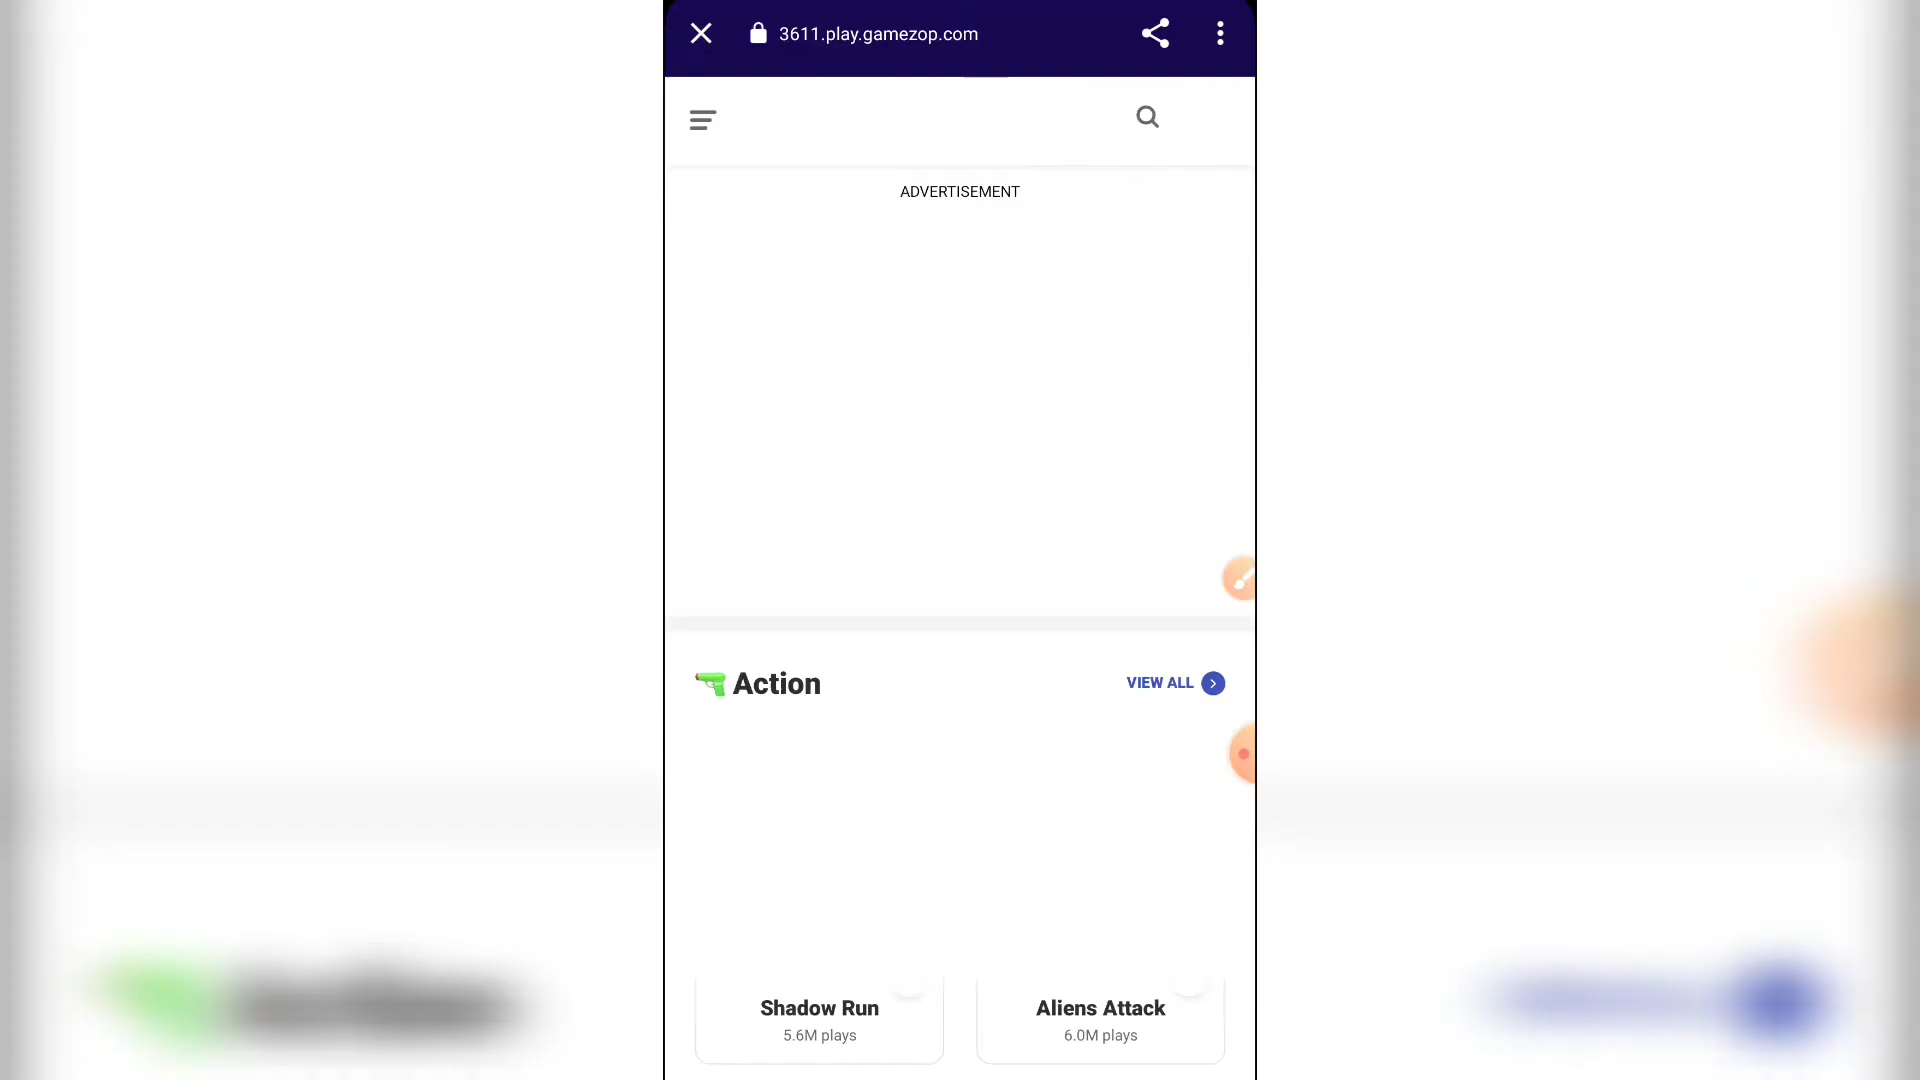 3611.play.gamezop.com
ADVERTISEMENT
Action
VIEW ALL
Shadow Run
5.6M plays
Aliens Attack
6.0M plays